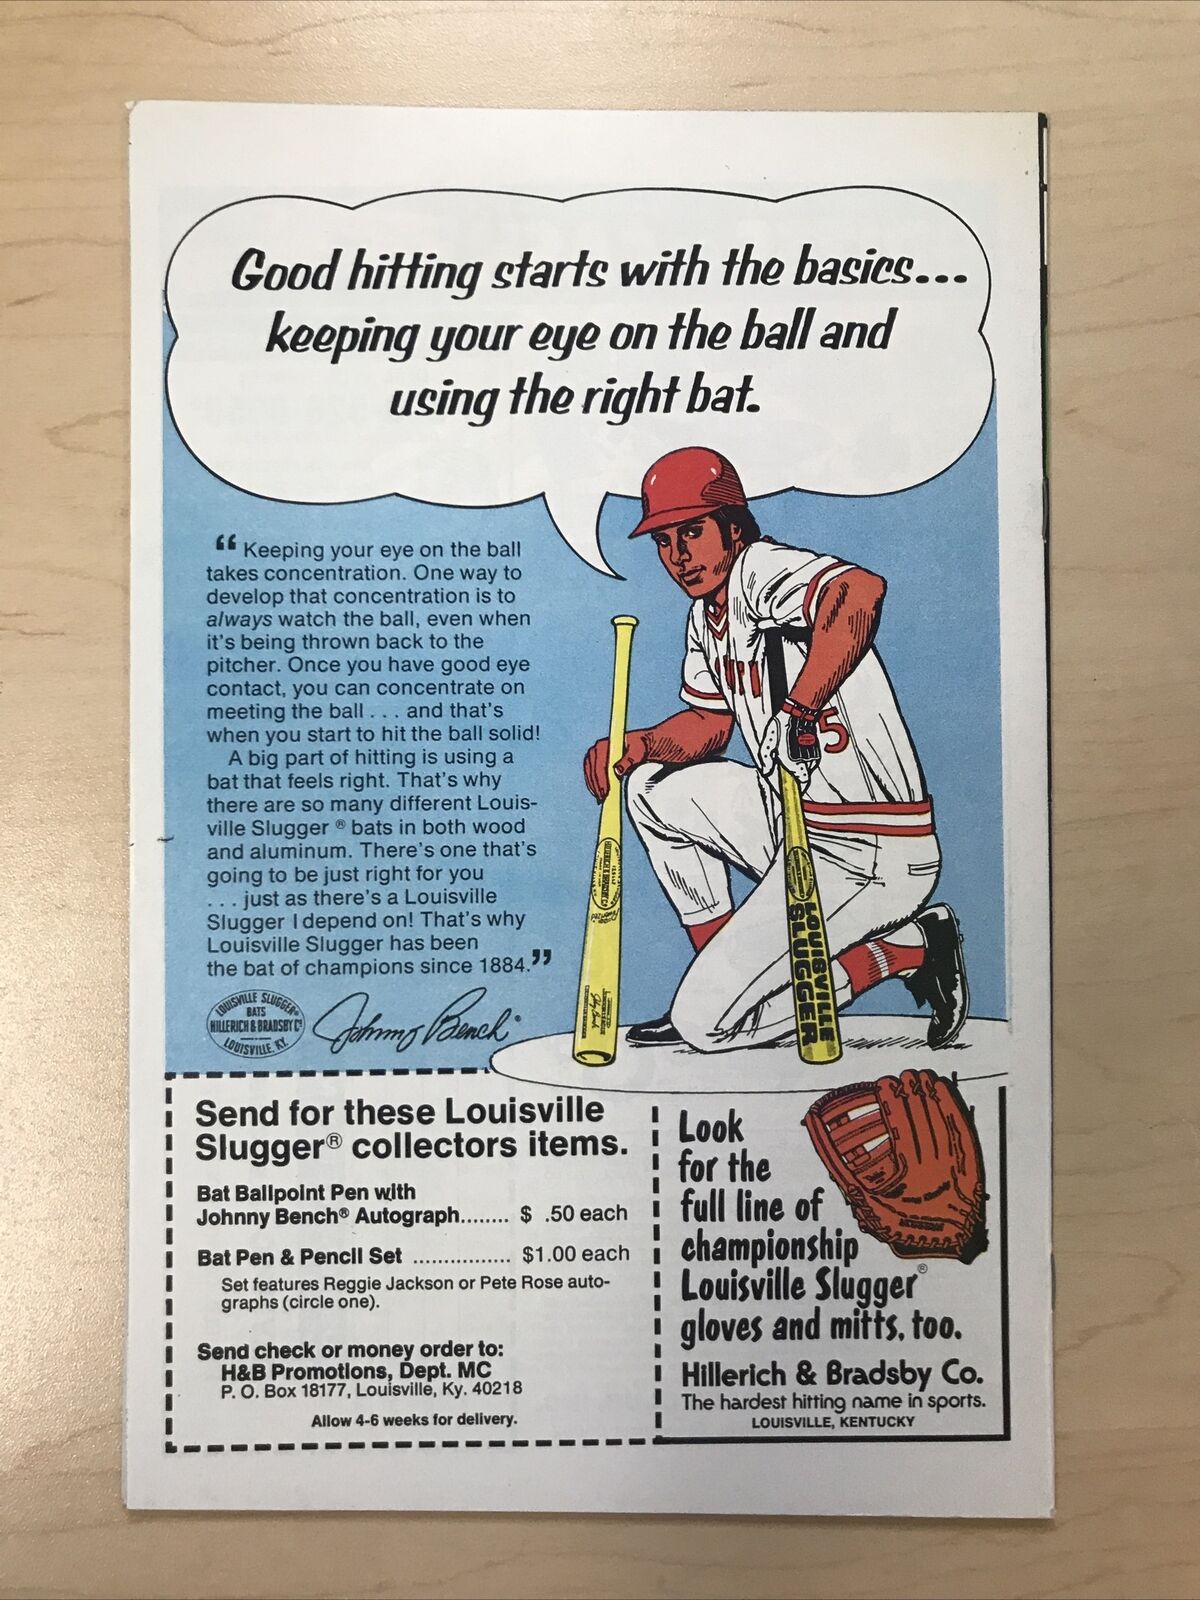 Good hitting starts with the basics...
keeping your eye on the ball and
using the right bat.
“ Keeping your eye on the ball
takes concentration. One way to
develop that concentration is to
always watch the ball, even when
it's being thrown back to the
pitcher. Once you have good eye
contact, you can concentrate on
meeting the ball . . . and that's
when you start to hit the ball solid!
A big part of hitting is using a
bat that feels right. That's why
there are so many different Louis-
ville Slugger ® bats in both wood
and aluminum. There's one that's
going to be just right for you
. . . just as there's a Louisville
Slugger I depend on! That's why
Louisville Slugger has been
the bat of champions since 1884.”
LOUISVILLE SLUGGER®
BATS
HILLERICH & BRADSBY Cº
LOUISVILLE, KY.
Johnny Bench®
5
HILLERICH & BRADSBY Cº
LOUISVILLE
SLUGGER
Send for these Louisville
Slugger® collectors items.
Bat Ballpoint Pen with
Johnny Bench® Autograph........ $ .50 each
Bat Pen & Pencil Set ............... $1.00 each
Set features Reggie Jackson or Pete Rose auto-
graphs (circle one).
Send check or money order to:
H&B Promotions, Dept. MC
P. O. Box 18177, Louisville, Ky. 40218
Allow 4-6 weeks for delivery.
Look
for the
full line of
championship
Louisville Slugger®
gloves and mitts, too.
Hillerich & Bradsby Co.
The hardest hitting name in sports.
LOUISVILLE, KENTUCKY